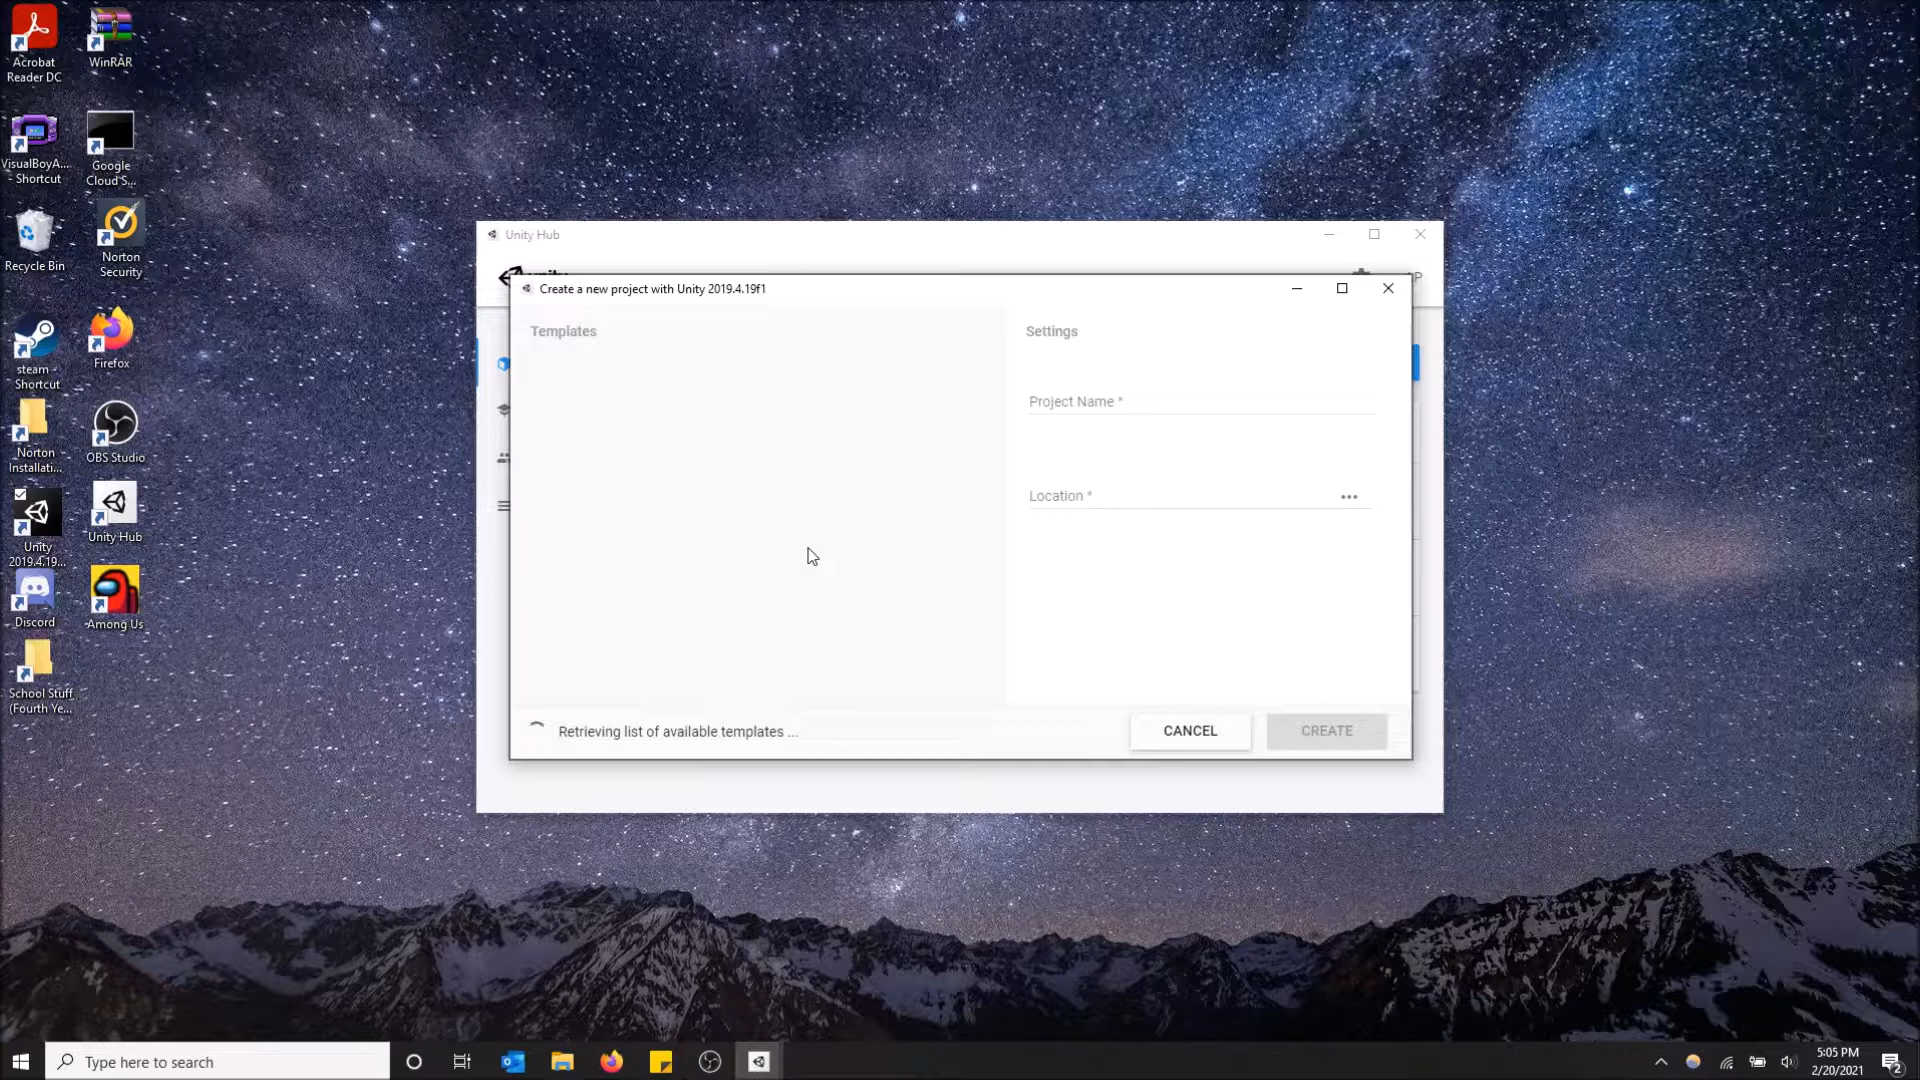 Acrobat
Reader DC
WinRAR
VisualBoyA...
- Shortcut
Google
Cloud S...
Recycle Bin
Norton
Security
steam -
Shortcut
Firefox
Norton
Installati...
OBS Studio
Unity
2019.4.19...
Unity Hub
Discord
Among Us
School Stuff
(Fourth Ye...
Unity Hub
Create a new project with Unity 2019.4.19f1
Templates
Settings
Project Name *
Location *
Retrieving list of available templates ...
CANCEL
CREATE
Type here to search
5:05 PM
2/20/2021
2